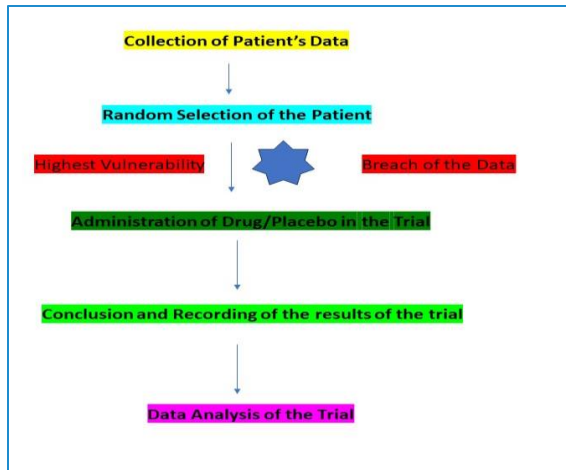 Collection of Patient's Data
Random Selection of the Patient
Highest Vulnerability
Breach of the Data
Administration of Drug/Placebo in the Trial
Conclusion and Recording of the results of the trial
Data Analysis of the Trial